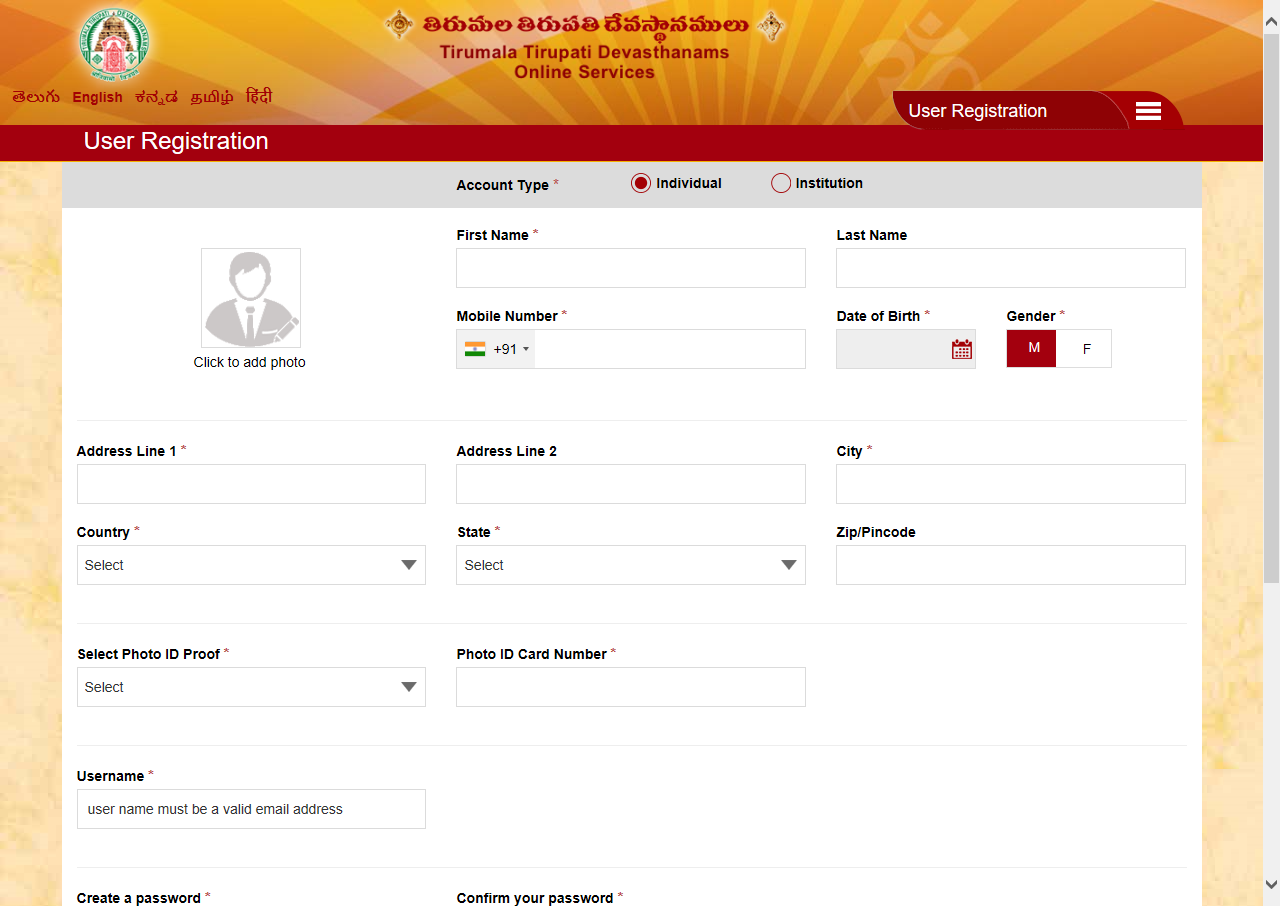 తిరుమల తిరుపతి దేవస్థానములు
Tirumala Tirupati Devasthanams
Online Services
తెలుగు English ಕನ್ನಡ தமிழ் हिंदी
User Registration
User Registration
Account Type * Individual Institution
First Name * Last Name
Click to add photo
Mobile Number * Date of Birth * Gender *
+91 M F
Address Line 1 * Address Line 2 City *
Country * State * Zip/Pincode
Select Select
Select Photo ID Proof * Photo ID Card Number *
Select
Username *
user name must be a valid email address
Create a password * Confirm your password *